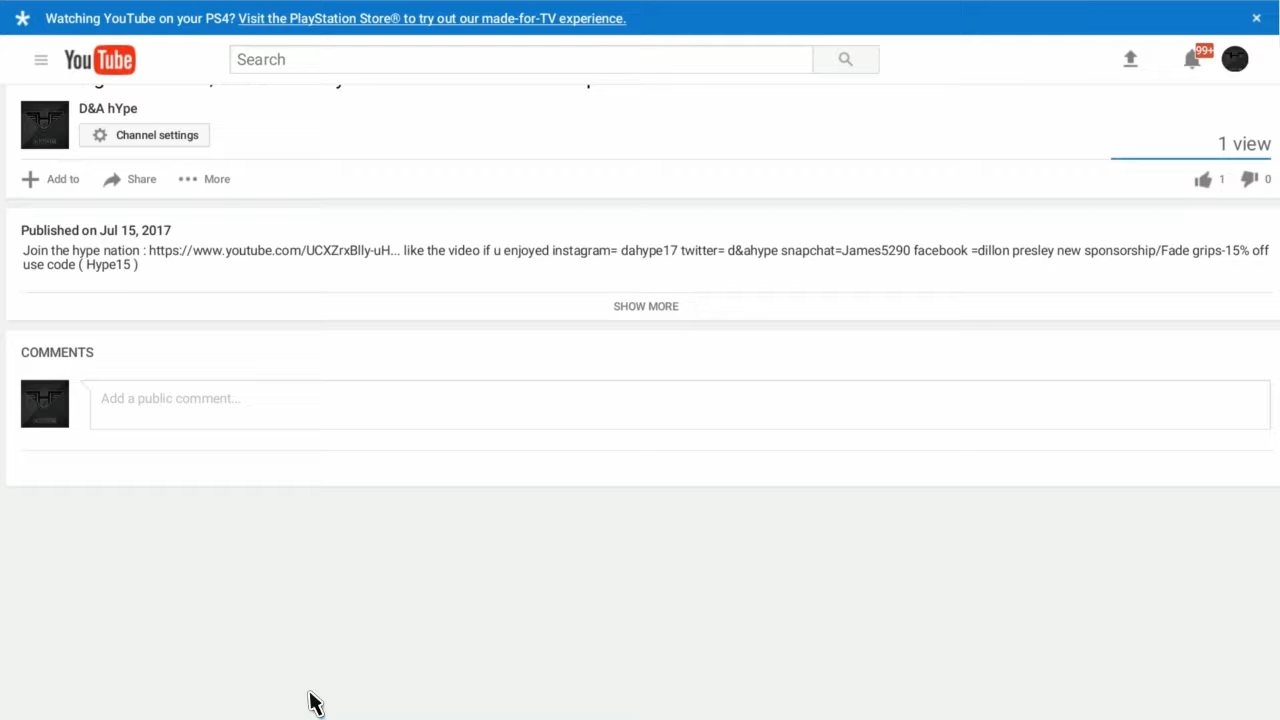 Watching YouTube on your PS4? Visit the PlayStation Store® to try out our made-for-TV experience.
YouTube
Search
99+
D&A hYpe
Channel settings
1 view
Add to
Share
More
1
0
Published on Jul 15, 2017
Join the hype nation : https://www.youtube.com/UCXZrxBlly-uH... like the video if u enjoyed instagram= dahype17 twitter= d&ahype snapchat=James5290 facebook =dillon presley new sponsorship/Fade grips-15% off
use code ( Hype15 )
SHOW MORE
COMMENTS
Add a public comment...